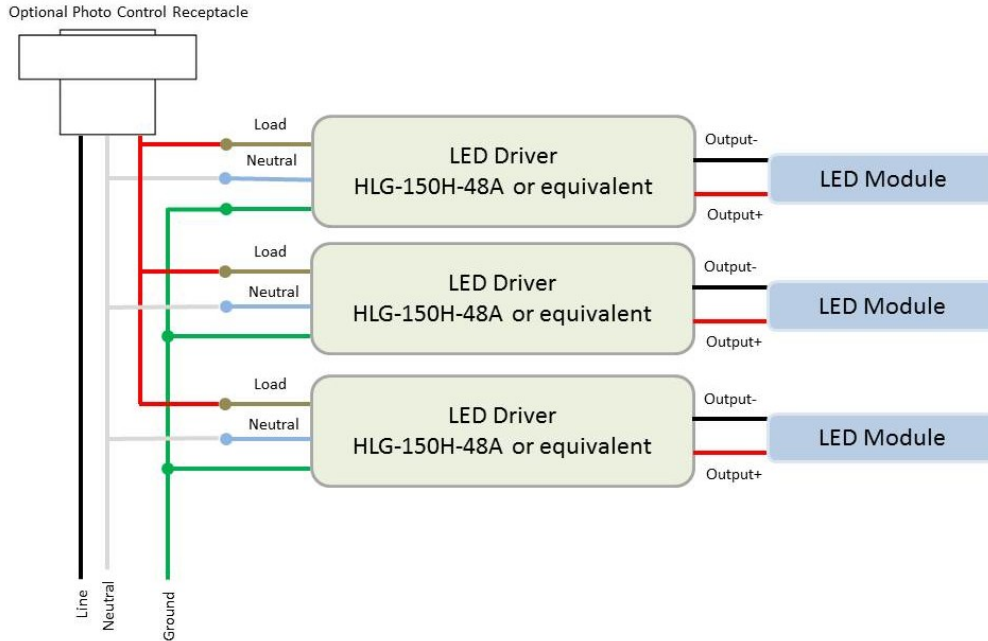 Optional Photo Control Receptacle
Load
Neutral
LED Driver
HLG-150H-48A or equivalent
Output-
Output+
LED Module
Load
Neutral
LED Driver
HLG-150H-48A or equivalent
Output-
Output+
LED Module
Load
Neutral
LED Driver
HLG-150H-48A or equivalent
Output-
Output+
LED Module
Line
Neutral
Ground